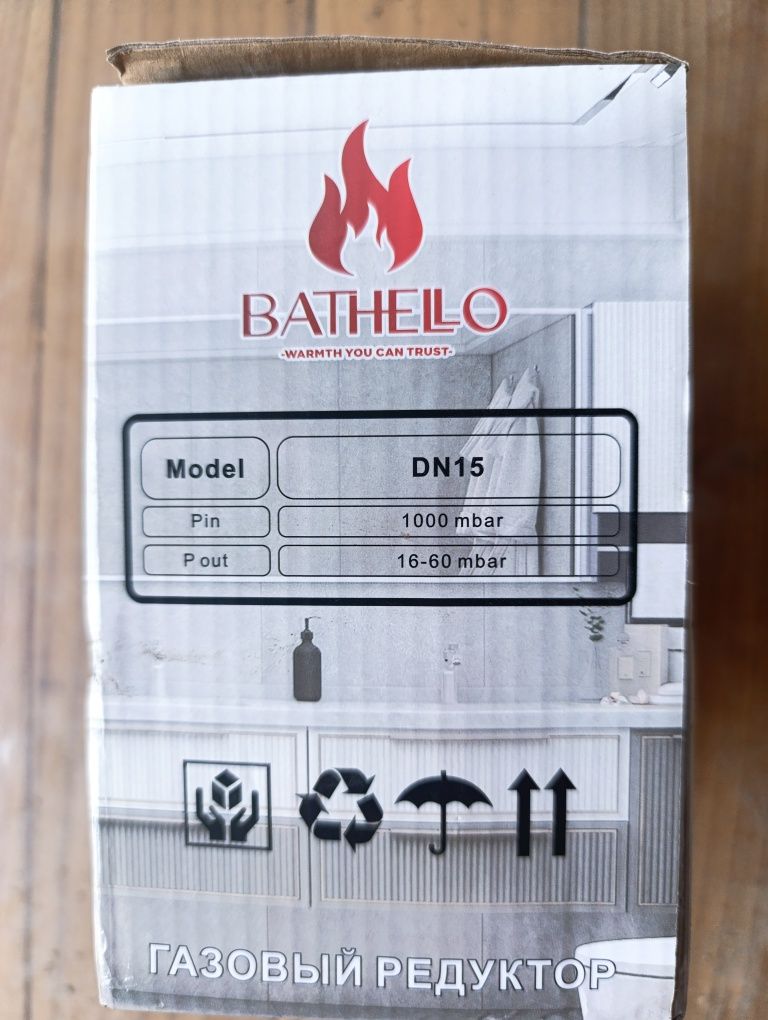 BATHELLO
-WARMTH YOU CAN TRUST-
Model DN15
Pin 1000 mbar
P out 16-60 mbar
ГАЗОВЫЙ РЕДУКТОР